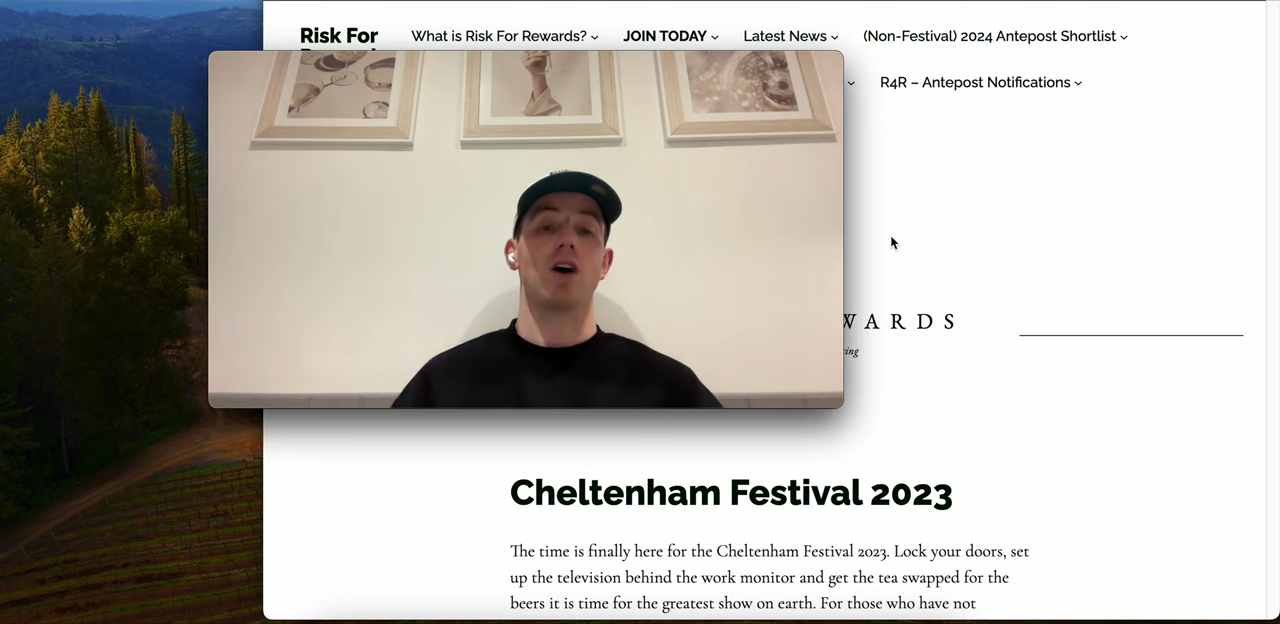 Risk For
What is Risk For Rewards?
JOIN TODAY
Latest News
(Non-Festival) 2024 Antepost Shortlist
R4R – Antepost Notifications
WARDS
Cheltenham Festival 2023
The time is finally here for the Cheltenham Festival 2023. Lock your doors, set
up the television behind the work monitor and get the tea swapped for the
beers it is time for the greatest show on earth. For those who have not